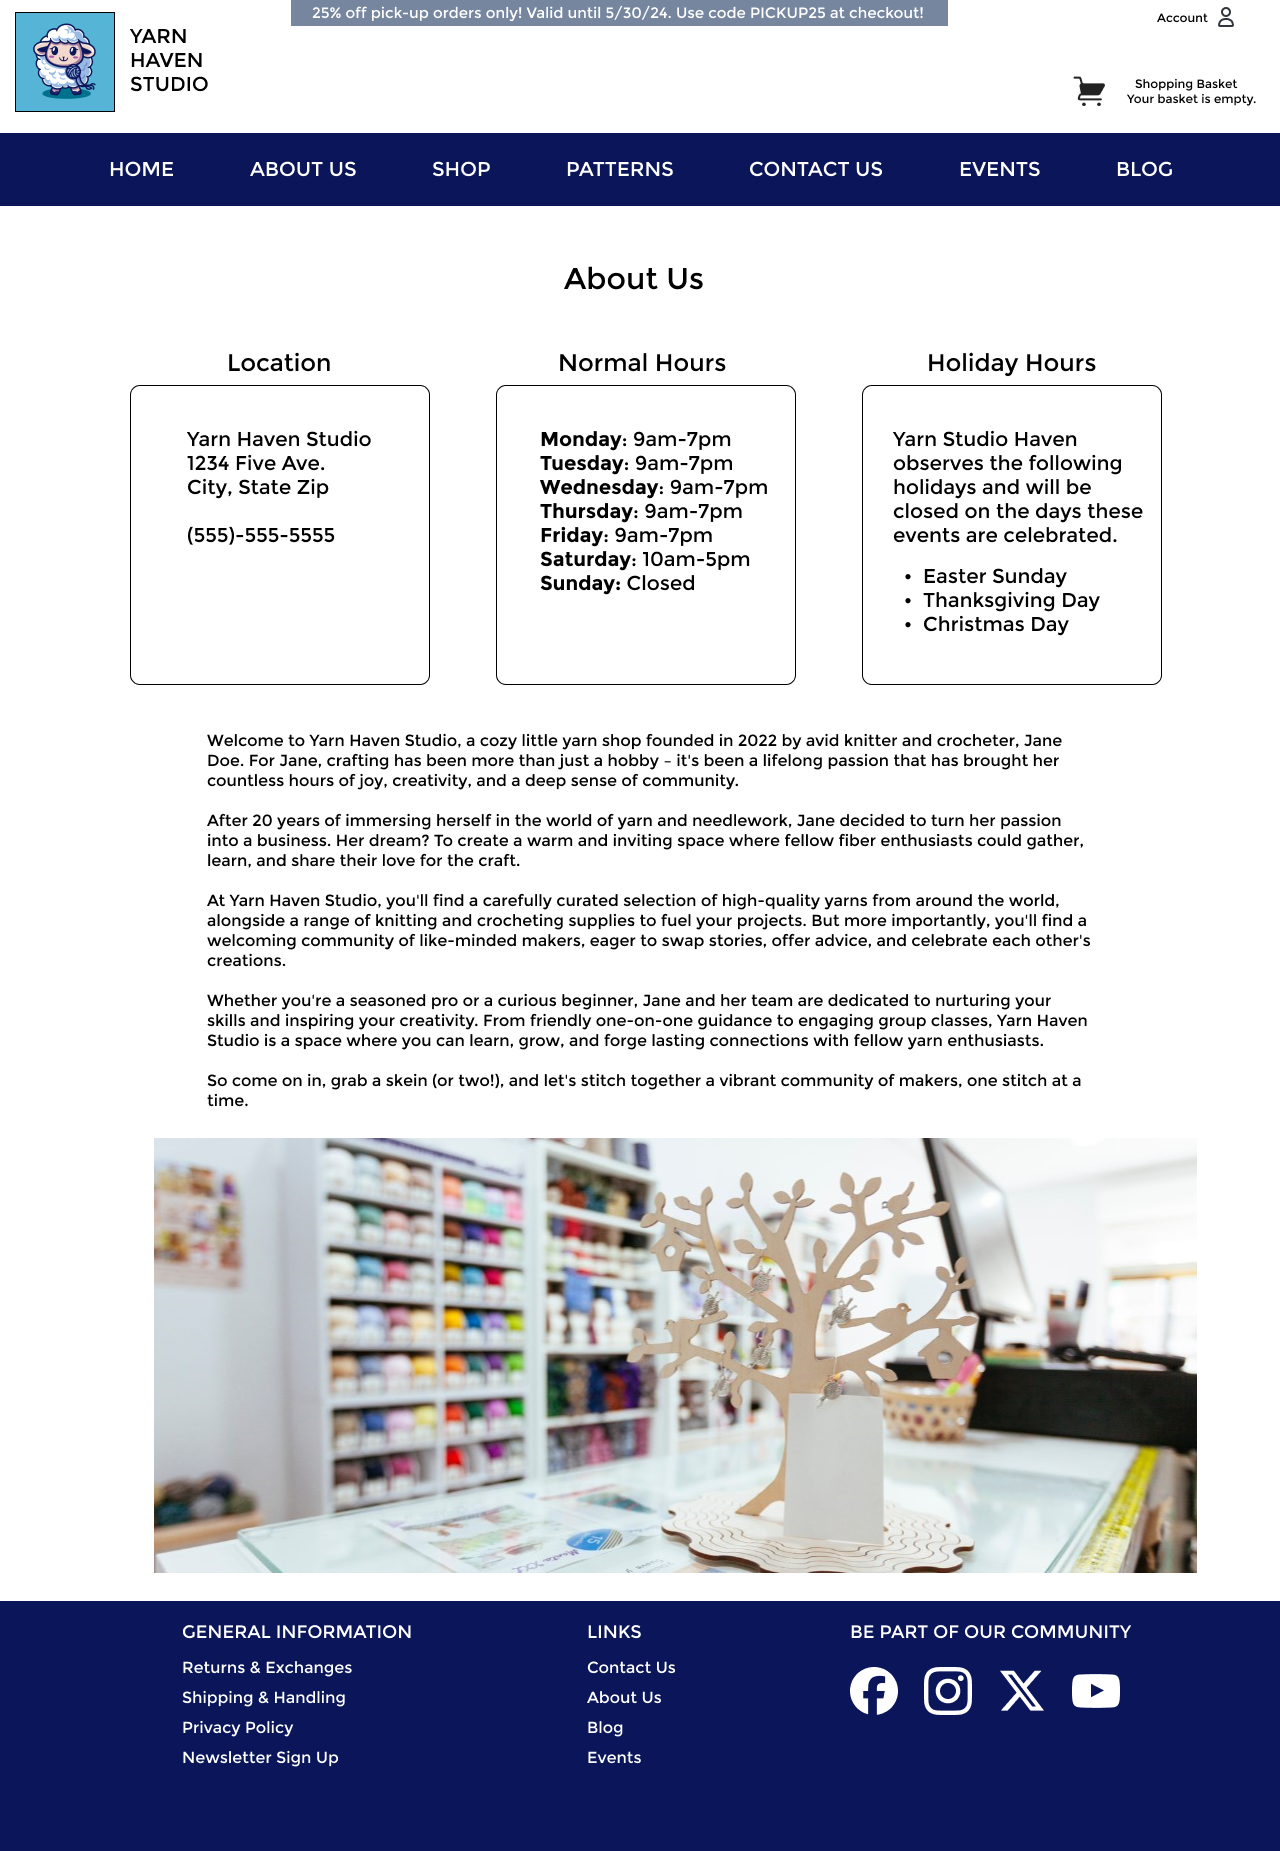 25% off pick-up orders only! Valid until 5/30/24. Use code PICKUP25 at checkout!
Account
YARN
HAVEN
STUDIO
Shopping Basket
Your basket is empty.
HOME ABOUT US SHOP PATTERNS CONTACT US EVENTS BLOG
About Us
Location
Yarn Haven Studio
1234 Five Ave.
City, State Zip
(555)-555-5555
Normal Hours
Monday: 9am-7pm
Tuesday: 9am-7pm
Wednesday: 9am-7pm
Thursday: 9am-7pm
Friday: 9am-7pm
Saturday: 10am-5pm
Sunday: Closed
Holiday Hours
Yarn Studio Haven
observes the following
holidays and will be
closed on the days these
events are celebrated.
• Easter Sunday
• Thanksgiving Day
• Christmas Day
Welcome to Yarn Haven Studio, a cozy little yarn shop founded in 2022 by avid knitter and crocheter, Jane
Doe. For Jane, crafting has been more than just a hobby – it's been a lifelong passion that has brought her
countless hours of joy, creativity, and a deep sense of community.
After 20 years of immersing herself in the world of yarn and needlework, Jane decided to turn her passion
into a business. Her dream? To create a warm and inviting space where fellow fiber enthusiasts could gather,
learn, and share their love for the craft.
At Yarn Haven Studio, you'll find a carefully curated selection of high-quality yarns from around the world,
alongside a range of knitting and crocheting supplies to fuel your projects. But more importantly, you'll find a
welcoming community of like-minded makers, eager to swap stories, offer advice, and celebrate each other's
creations.
Whether you're a seasoned pro or a curious beginner, Jane and her team are dedicated to nurturing your
skills and inspiring your creativity. From friendly one-on-one guidance to engaging group classes, Yarn Haven
Studio is a space where you can learn, grow, and forge lasting connections with fellow yarn enthusiasts.
So come on in, grab a skein (or two!), and let's stitch together a vibrant community of makers, one stitch at a
time.
GENERAL INFORMATION
Returns & Exchanges
Shipping & Handling
Privacy Policy
Newsletter Sign Up
LINKS
Contact Us
About Us
Blog
Events
BE PART OF OUR COMMUNITY